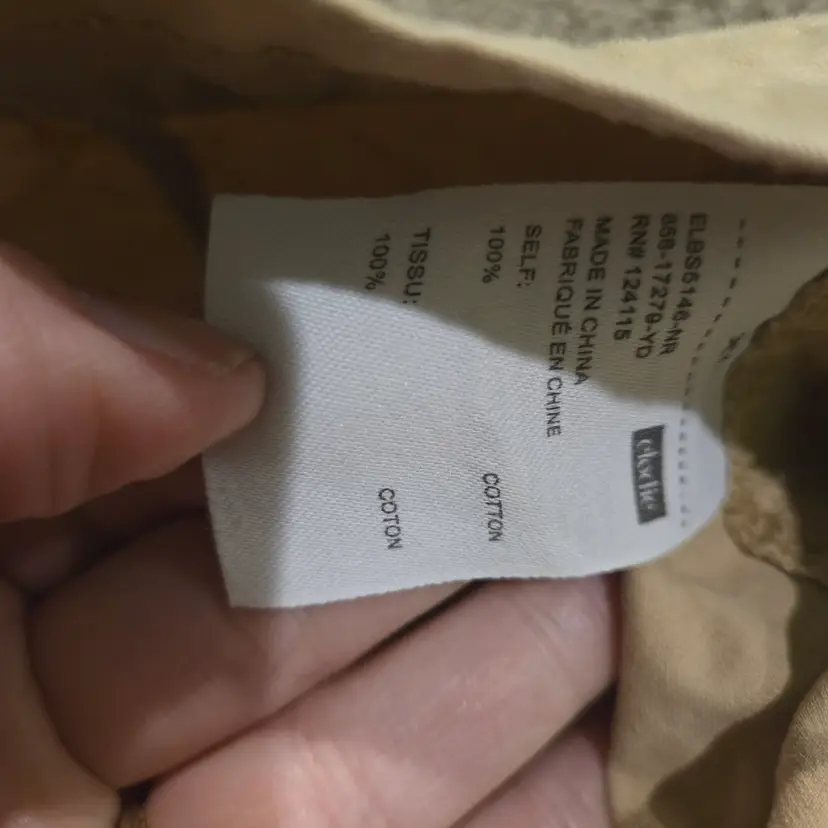 elodie
ELBS6146-NR
858-17279-YD
RN# 124115
MADE IN CHINA
FABRIQUÉ EN CHINE
SELF:
100% COTTON
TISSU:
100% COTON